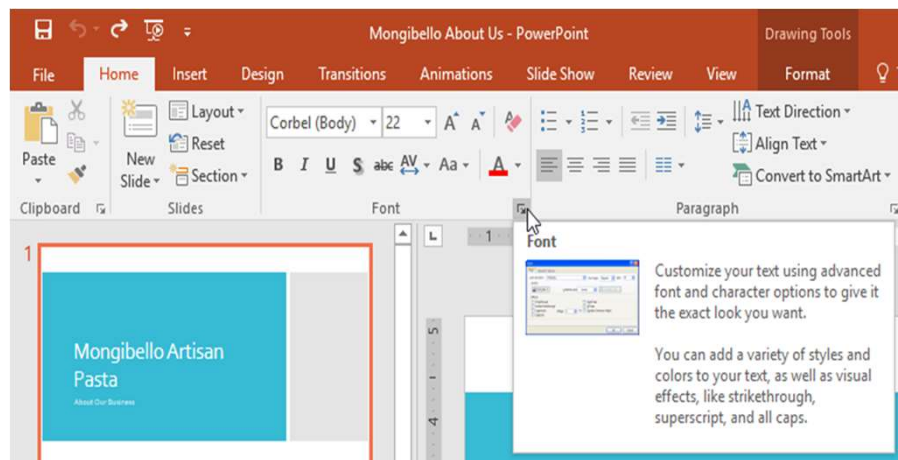 Mongibello About Us - PowerPoint
Drawing Tools
File Home Insert Design Transitions Animations Slide Show Review View Format
Paste
New Slide
Layout
Reset
Section
Corbel (Body) 22
B I U S abc AV Aa A
Text Direction
Align Text
Convert to SmartArt
Clipboard Slides Font Paragraph
1
Mongibello Artisan
Pasta
About Our Business
L 1
5
4
Font
Customize your text using advanced
font and character options to give it
the exact look you want.
You can add a variety of styles and
colors to your text, as well as visual
effects, like strikethrough,
superscript, and all caps.